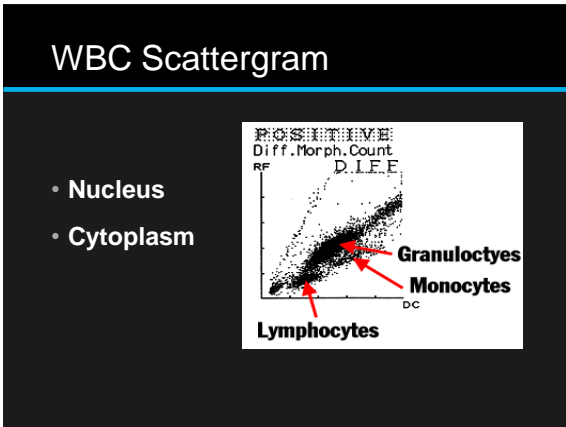 WBC Scattergram
• Nucleus
• Cytoplasm
POSITIVE
Diff.Morph.Count
RF
DIFF
Granuloctyes
Monocytes
DC
Lymphocytes